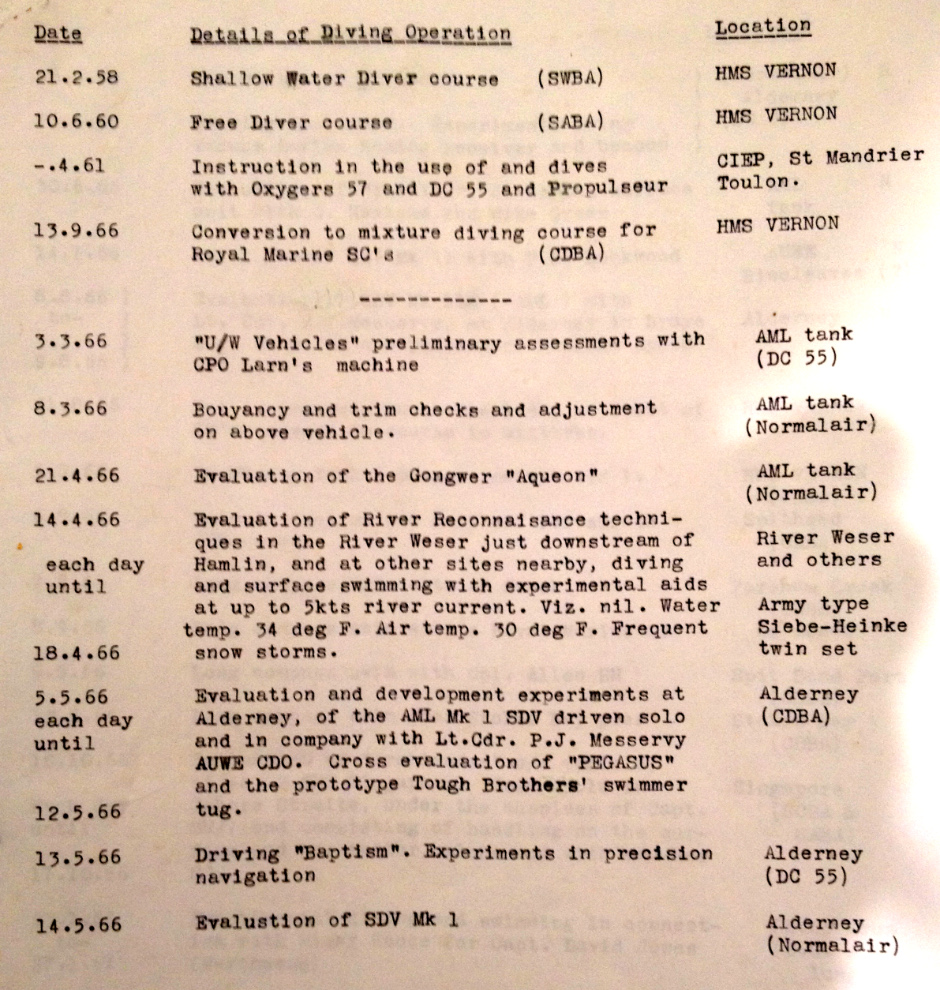 Date Details of Diving Operation Location
21.2.58 Shallow Water Diver course (SWBA) HMS VERNON
10.6.60 Free Diver course (SABA) HMS VERNON
-.4.61 Instruction in the use of and dives CIEP, St Mandrier
with Oxygers 57 and DC 55 and Propulseur Toulon.
13.9.66 Conversion to mixture diving course for HMS VERNON
Royal Marine SC's (CDBA)
-------------
3.3.66 "U/W Vehicles" preliminary assessments with AML tank
CPO Larn's machine (DC 55)
8.3.66 Bouyancy and trim checks and adjustment AML tank
on above vehicle. (Normalair)
21.4.66 Evaluation of the Gongwer "Aqueon" AML tank
(Normalair)
14.4.66 Evaluation of River Reconnaisance techni-
ques in the River Weser just downstream of River Weser
each day Hamlin, and at other sites nearby, diving and others
until and surface swimming with experimental aids
at up to 5kts river current. Viz. nil. Water Army type
temp. 34 deg F. Air temp. 30 deg F. Frequent Siebe-Heinke
18.4.66 snow storms. twin set
5.5.66 Evaluation and development experiments at Alderney
each day Alderney, of the AML Mk 1 SDV driven solo (CDBA)
until and in company with Lt.Cdr. P.J. Messervy
AUWE CDO. Cross evaluation of "PEGASUS"
and the prototype Tough Brothers' swimmer
12.5.66 tug.
13.5.66 Driving "Baptism". Experiments in precision Alderney
navigation (DC 55)
14.5.66 Evalustion of SDV Mk 1 Alderney
(Normalair)